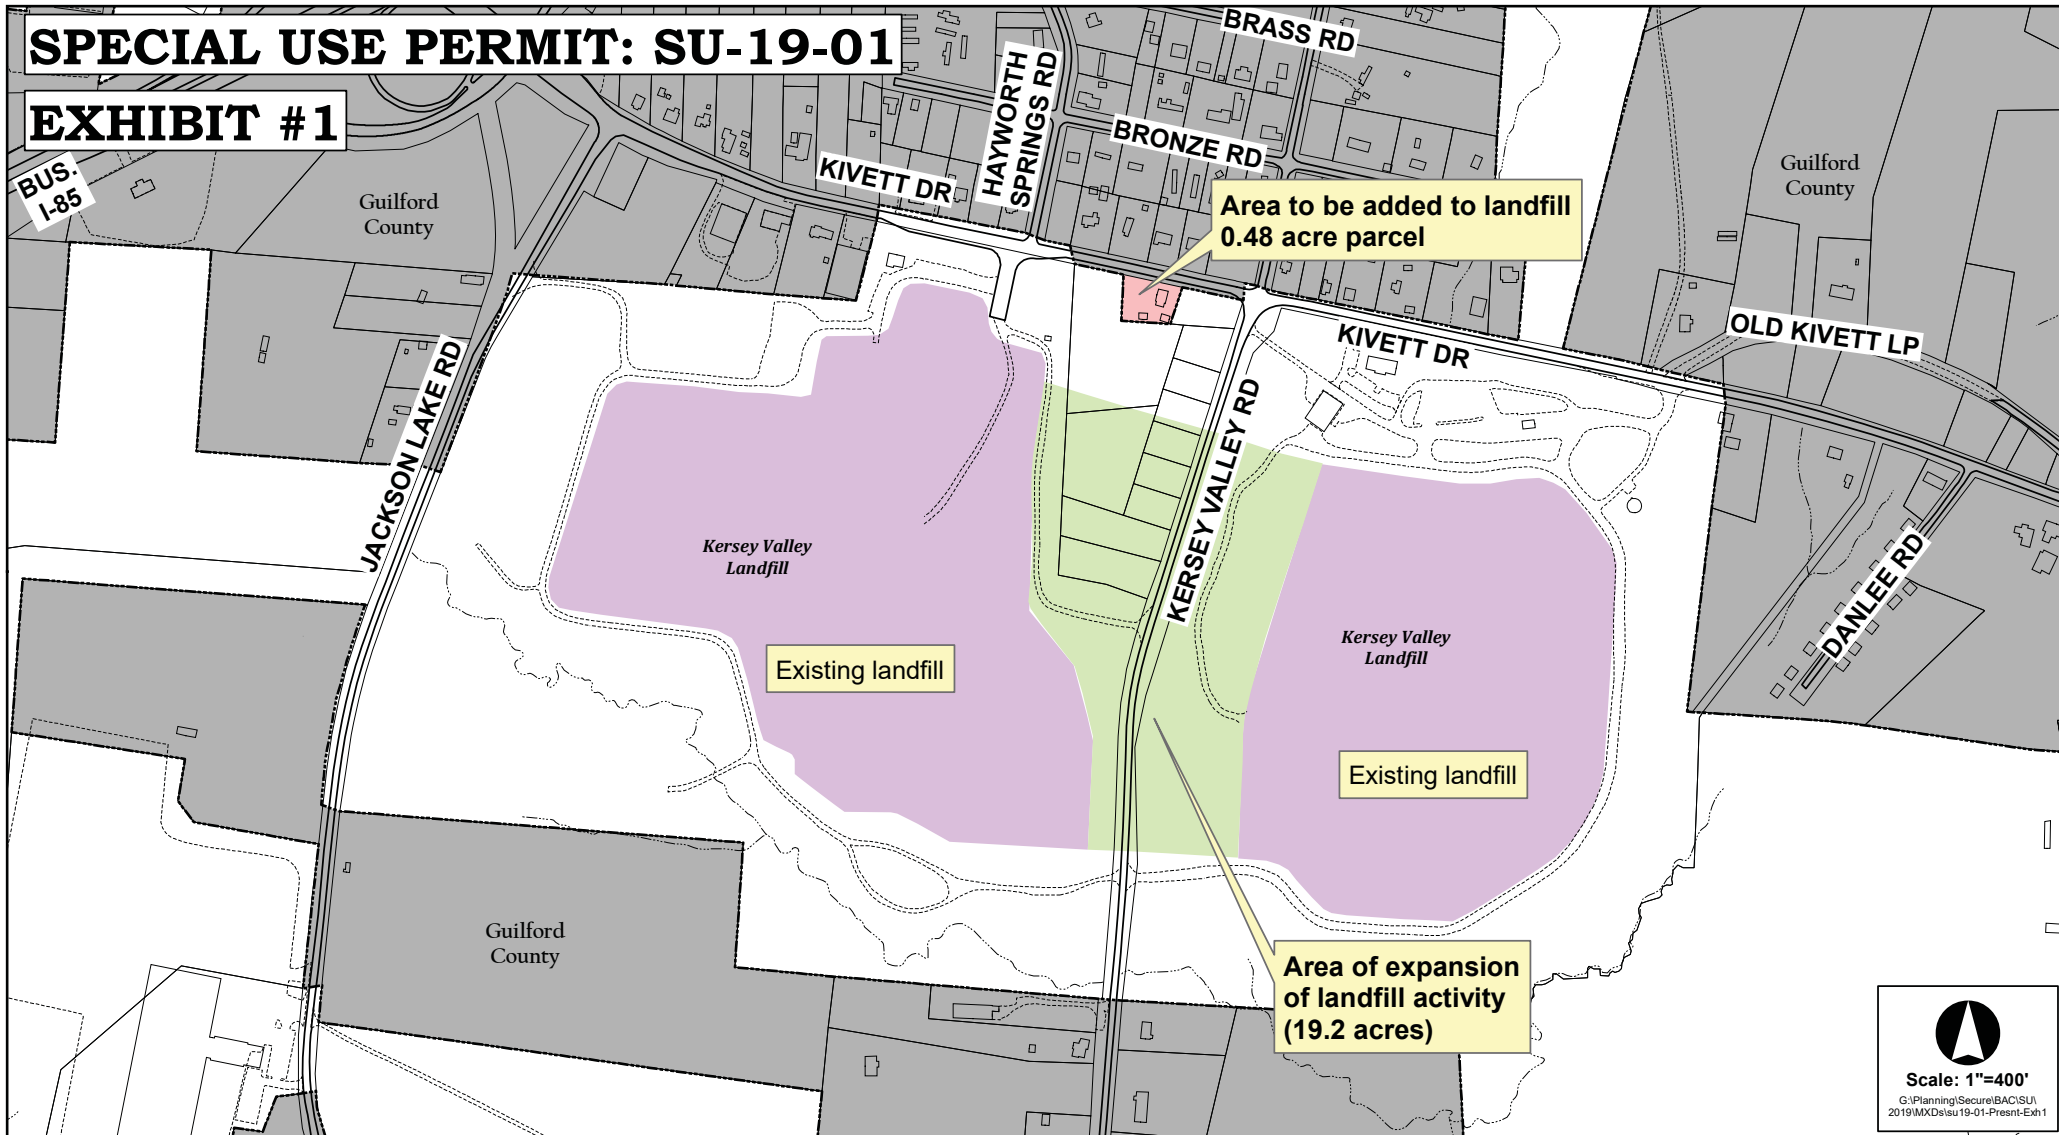 SPECIAL USE PERMIT: SU-19-01
EXHIBIT #1
BRASS RD
HAYWORTH
SPRINGS RD
BRONZE RD
KIVETT DR
BUS.
I-85
Guilford
County
Guilford
County
Area to be added to landfill
0.48 acre parcel
OLD KIVETT LP
KIVETT DR
JACKSON LAKE RD
KERSEY VALLEY RD
Kersey Valley
Landfill
Kersey Valley
Landfill
DANLEE RD
Existing landfill
Existing landfill
Guilford
County
Area of expansion
of landfill activity
(19.2 acres)
Scale: 1"=400'
G:\Planning\Secure\BAC\SU\
2019\MXDs\su19-01-Presnt-Exh1